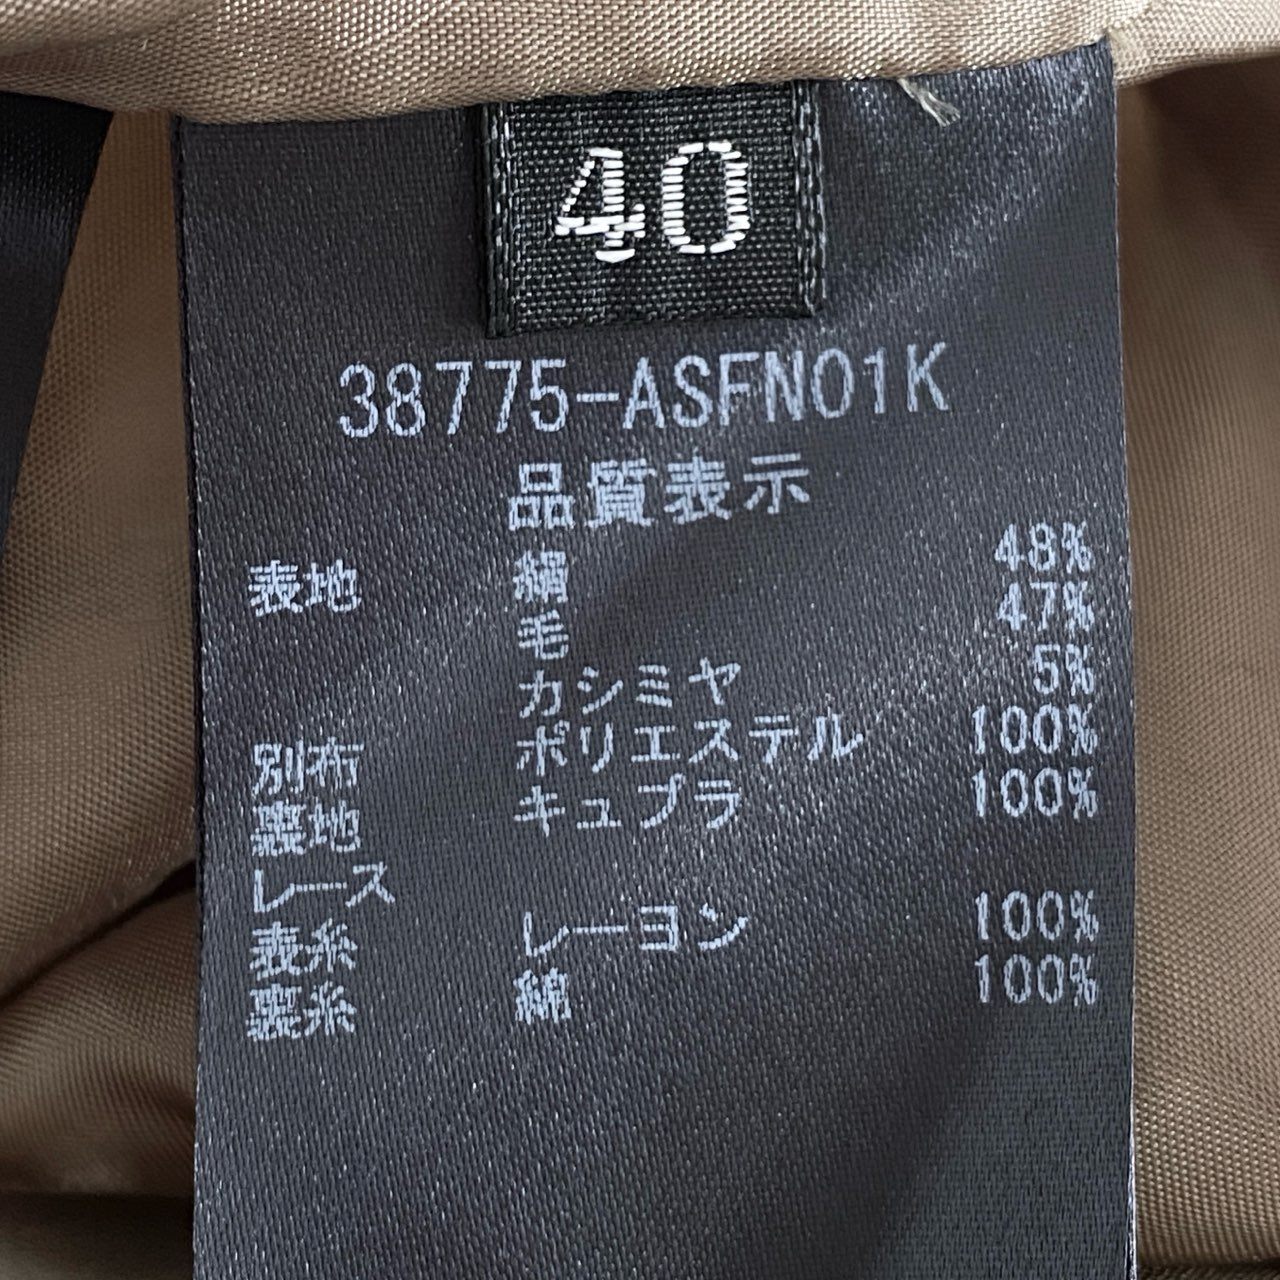 40
38775-ASFN01K
品質表示
表地 絹 48%
毛 47%
カシミヤ 5%
別布 ポリエステル 100%
裏地 キュプラ 100%
レース
表糸 レーヨン 100%
裏糸 綿 100%